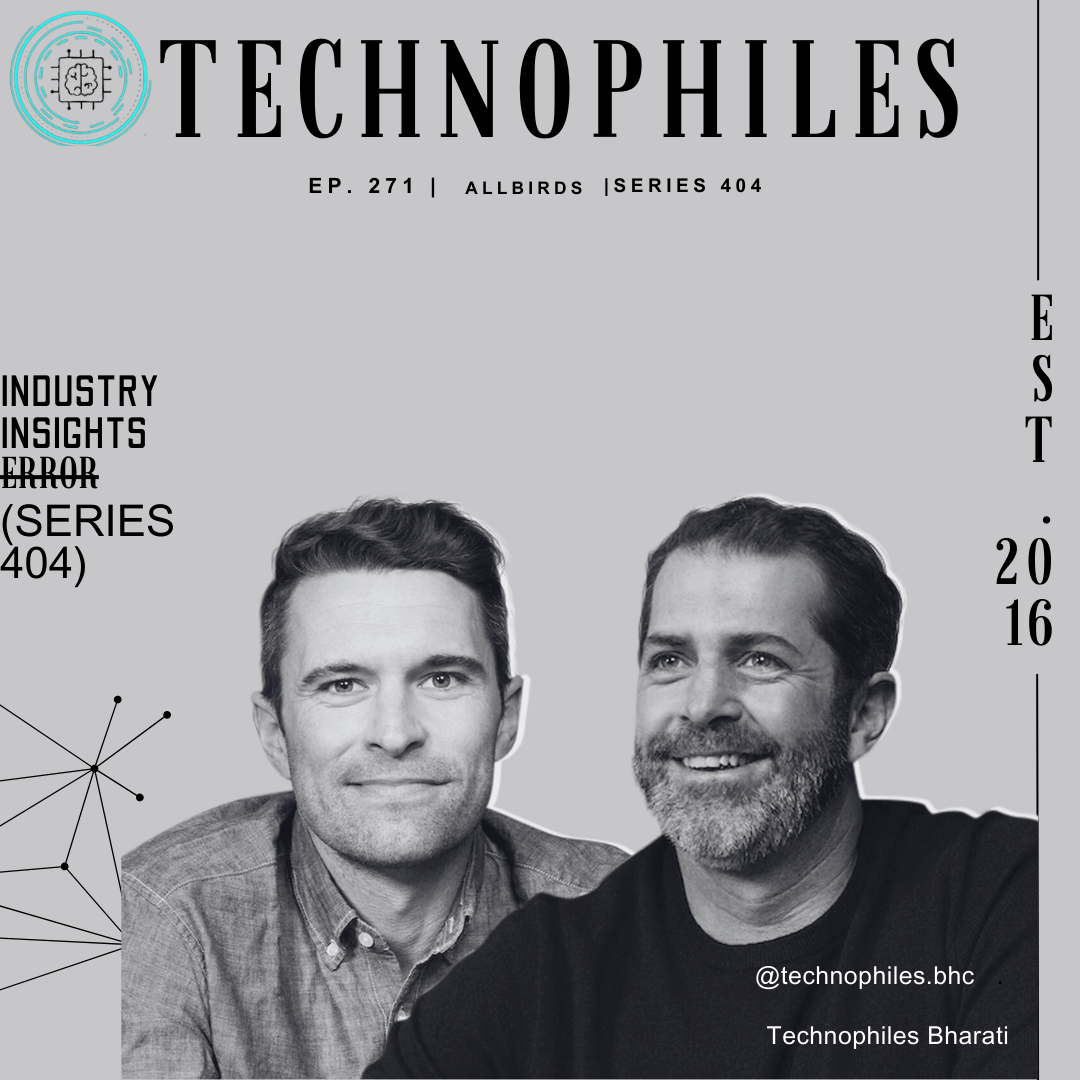 TECHNOPHILES
EP. 271 | ALLBIRDS |SERIES 404
INDUSTRY
INSIGHTS
ERROR
(SERIES
404)
E
S
T
.
20
16
@technophiles.bhc
Technophiles Bharati